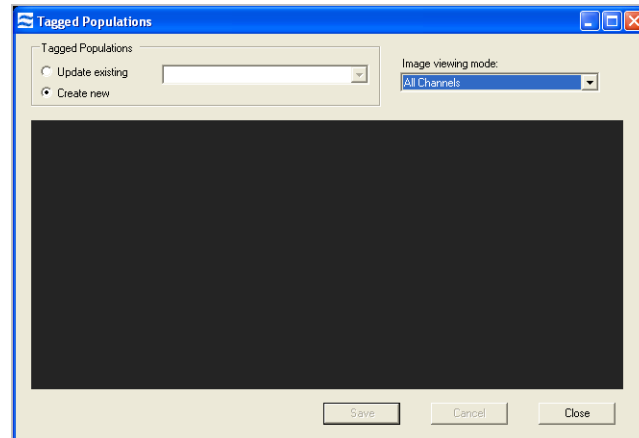 Tagged Populations
Tagged Populations
Update existing
Create new
Image viewing mode:
All Channels
Save
Cancel
Close